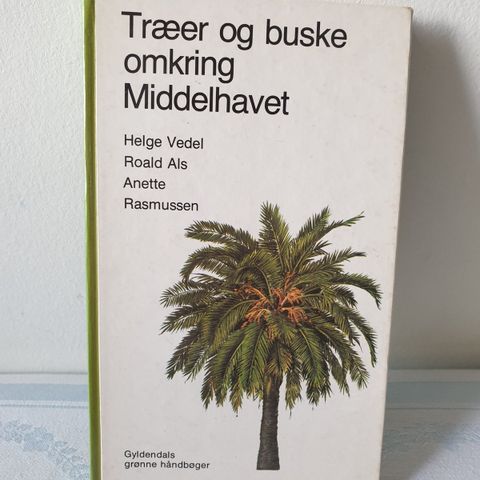 Træer og buske
omkring
Middelhavet
Helge Vedel
Roald Als
Anette
Rasmussen
Gyldendals
grønne håndbøger